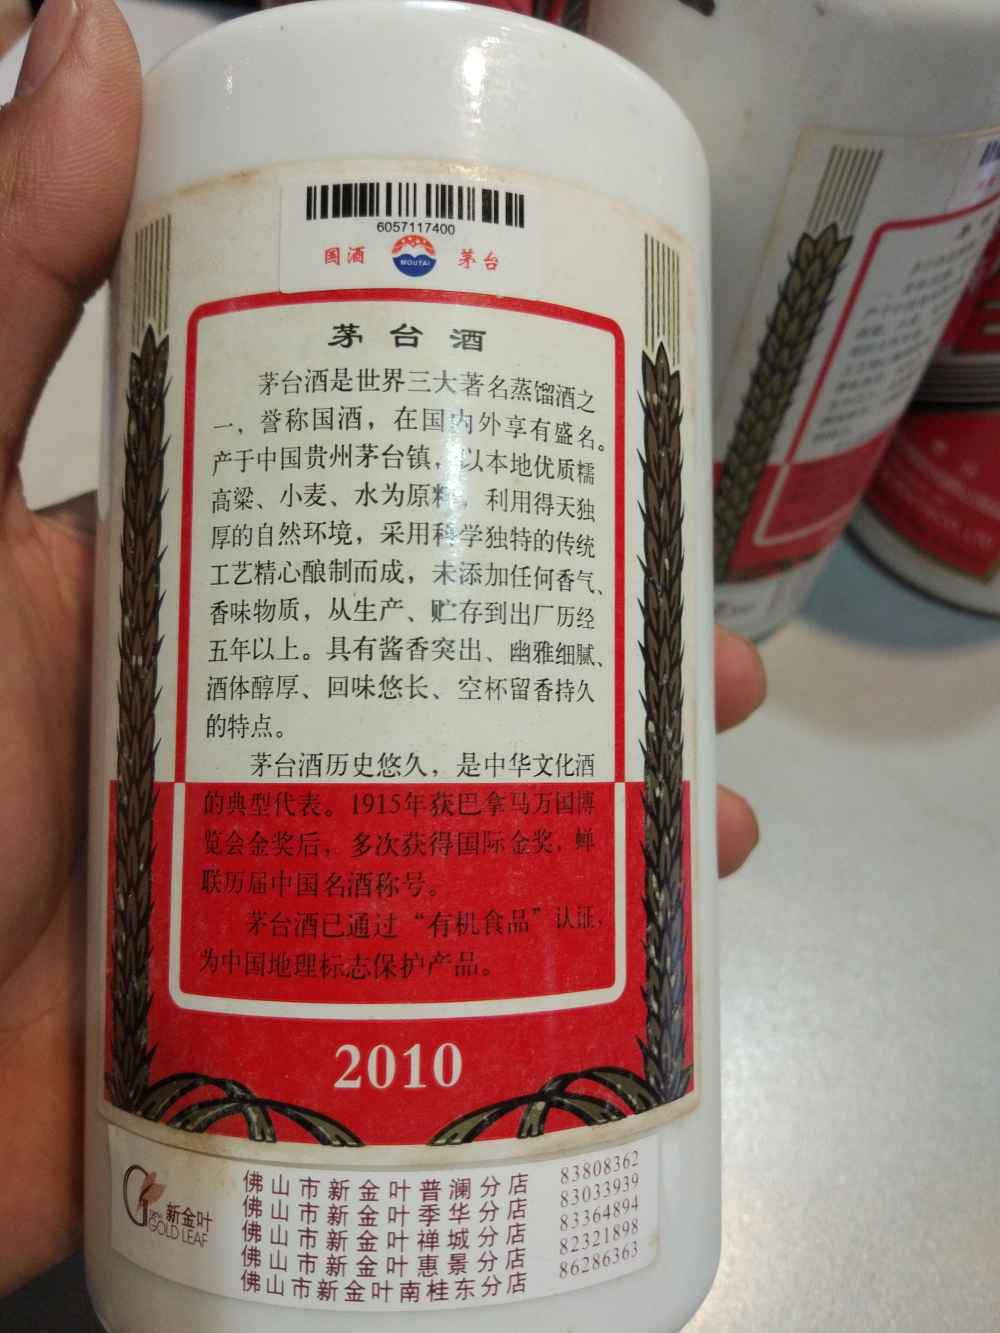 6057117400
国酒 MOUTAI 茅台
茅台酒
茅台酒是世界三大著名蒸馏酒之
一，誉称国酒，在国内外享有盛名。
产于中国贵州茅台镇，以本地优质糯
高粱、小麦、水为原料，利用得天独
厚的自然环境，采用科学独特的传统
工艺精心酿制而成，未添加任何香气、
香味物质，从生产、贮存到出厂历经
五年以上。具有酱香突出、幽雅细腻、
酒体醇厚、回味悠长、空杯留香持久
的特点。
茅台酒历史悠久，是中华文化酒
的典型代表。1915年获巴拿马万国博
览会金奖后，多次获得国际金奖，蝉
联历届中国名酒称号。
茅台酒已通过“有机食品”认证，
为中国地理标志保护产品。
2010
新金叶
GOLD LEAF
佛山市新金叶普澜分店 83808362
佛山市新金叶季华分店 83033939
佛山市新金叶禅城分店 83364894
佛山市新金叶惠景分店 82321898
佛山市新金叶南桂东分店 86286363